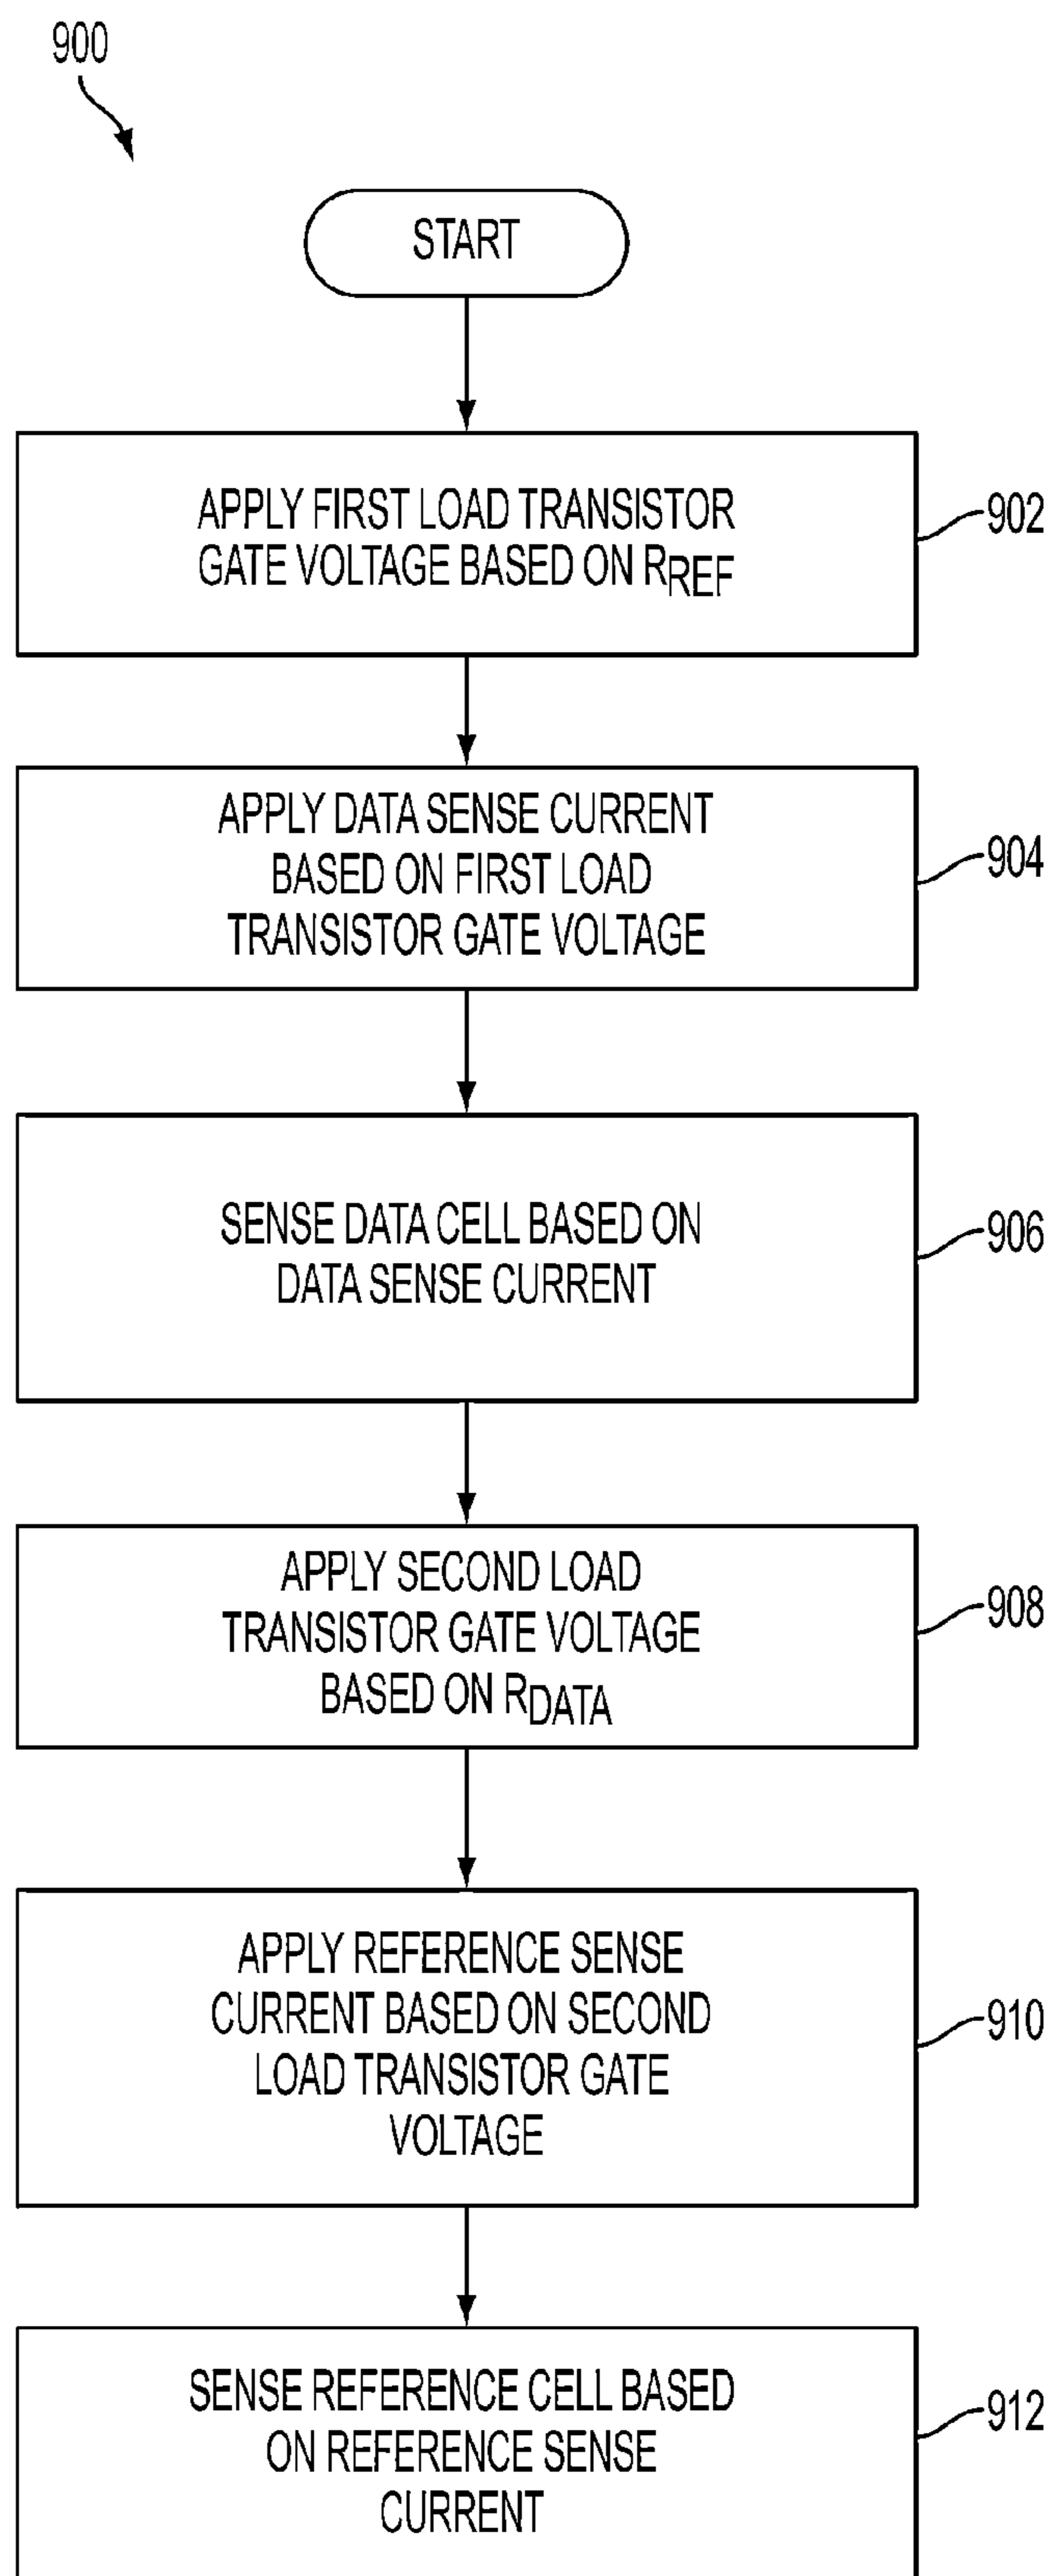 900
START
APPLY FIRST LOAD TRANSISTOR
GATE VOLTAGE BASED ON RREF
902
APPLY DATA SENSE CURRENT
BASED ON FIRST LOAD
TRANSISTOR GATE VOLTAGE
904
SENSE DATA CELL BASED ON
DATA SENSE CURRENT
906
APPLY SECOND LOAD
TRANSISTOR GATE VOLTAGE
BASED ON RDATA
908
APPLY REFERENCE SENSE
CURRENT BASED ON SECOND
LOAD TRANSISTOR GATE
VOLTAGE
910
SENSE REFERENCE CELL BASED
ON REFERENCE SENSE
CURRENT
912